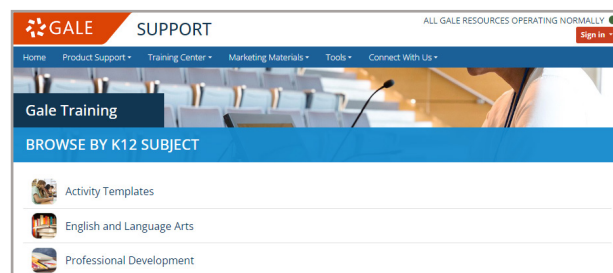 GALE SUPPORT
ALL GALE RESOURCES OPERATING NORMALLY
Sign in
Home Product Support Training Center Marketing Materials Tools Connect With Us
Gale Training
BROWSE BY K12 SUBJECT
Activity Templates
English and Language Arts
Professional Development